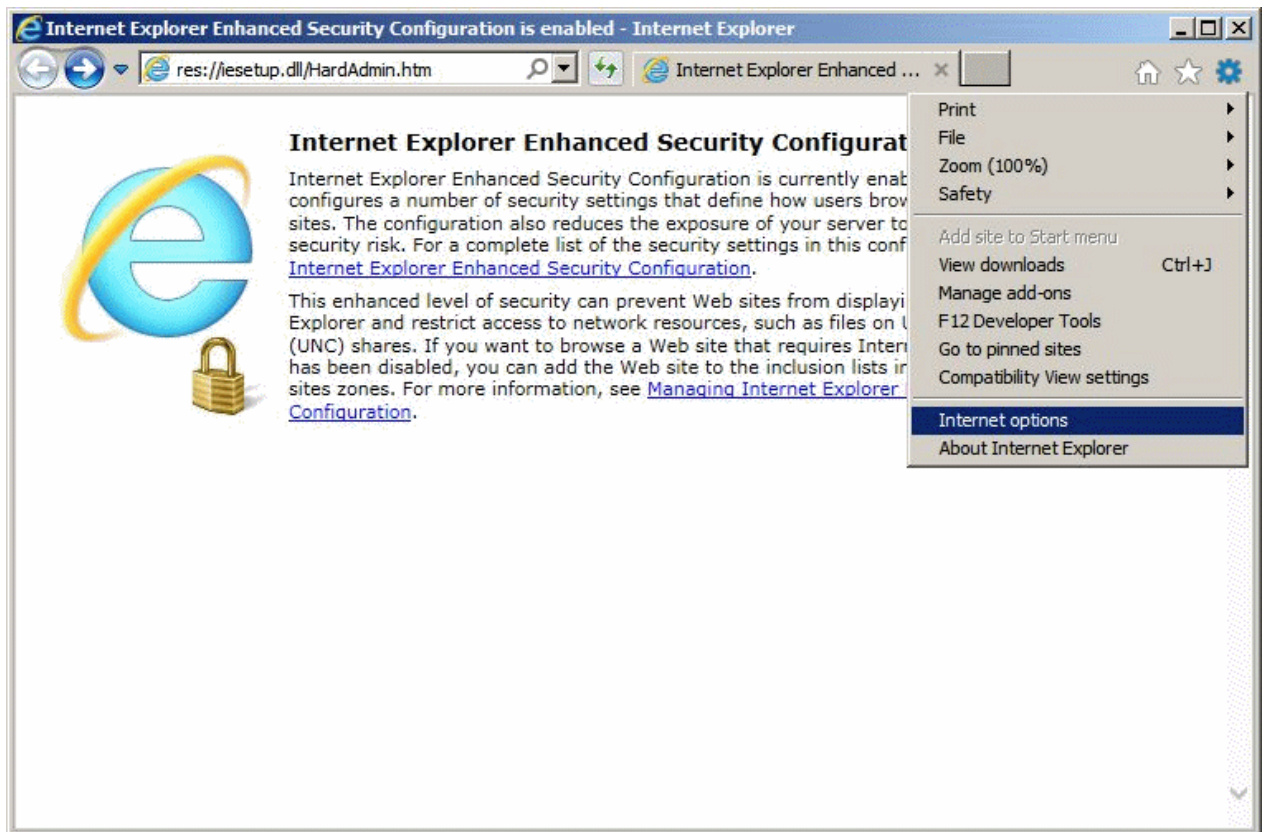 Internet Explorer Enhanced Security Configuration is enabled - Internet Explorer
res://iesetup.dll/HardAdmin.htm
Internet Explorer Enhanced ...
Internet Explorer Enhanced Security Configurat
Internet Explorer Enhanced Security Configuration is currently enab
configures a number of security settings that define how users brow
sites. The configuration also reduces the exposure of your server to
security risk. For a complete list of the security settings in this conf
Internet Explorer Enhanced Security Configuration.
This enhanced level of security can prevent Web sites from displayi
Explorer and restrict access to network resources, such as files on
(UNC) shares. If you want to browse a Web site that requires Inter
has been disabled, you can add the Web site to the inclusion lists in
sites zones. For more information, see Managing Internet Explorer
Configuration.
Print
File
Zoom (100%)
Safety
Add site to Start menu
View downloads Ctrl+J
Manage add-ons
F12 Developer Tools
Go to pinned sites
Compatibility View settings
Internet options
About Internet Explorer